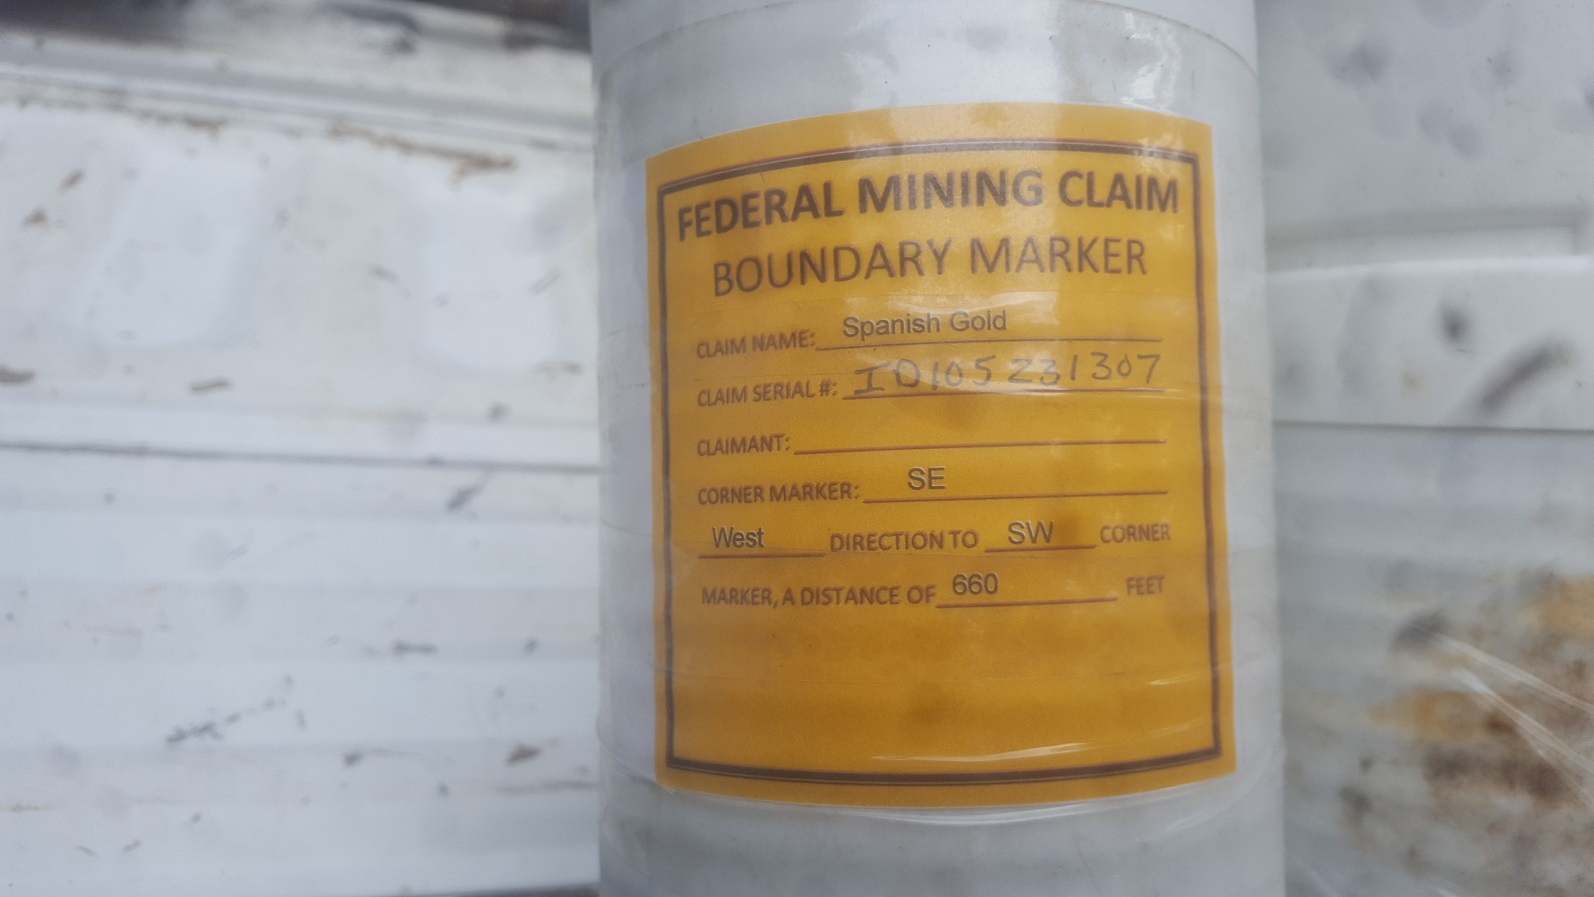 FEDERAL MINING CLAIM
BOUNDARY MARKER
CLAIM NAME: Spanish Gold
CLAIM SERIAL #: ID105231307
CLAIMANT:
CORNER MARKER: SE
West DIRECTION TO SW CORNER
MARKER, A DISTANCE OF 660 FEET